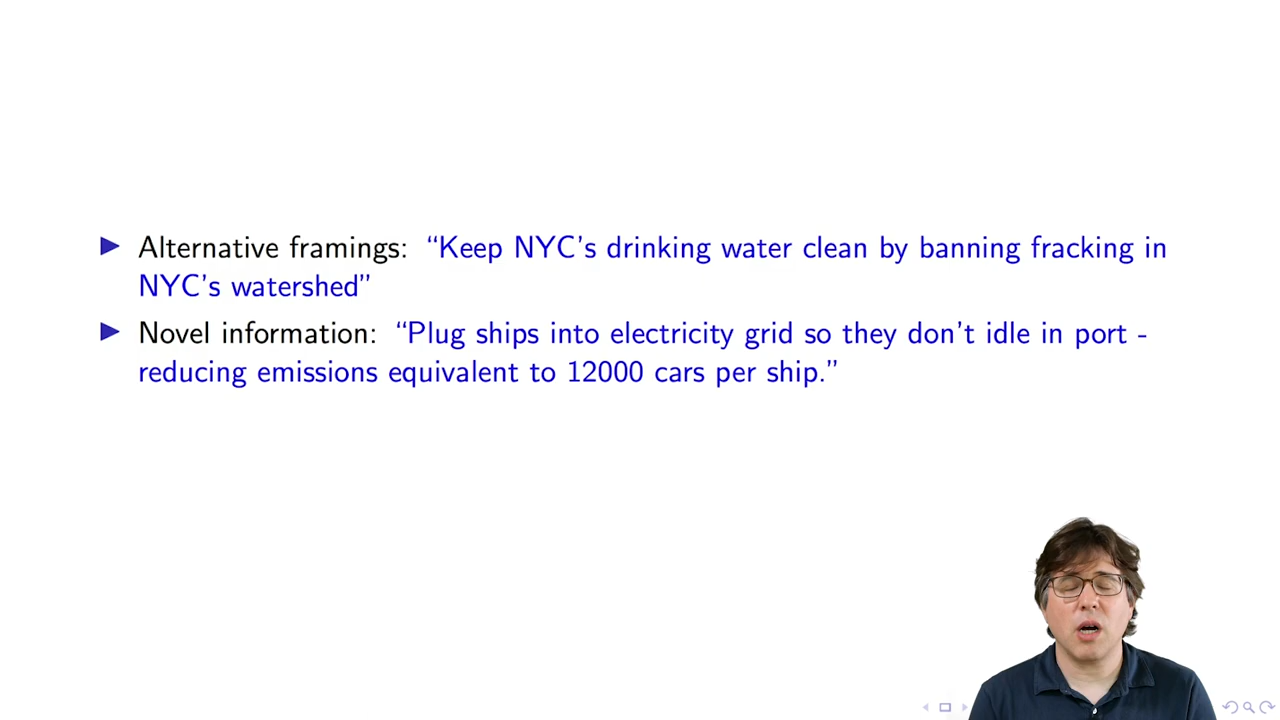 Alternative framings: “Keep NYC’s drinking water clean by banning fracking in
NYC’s watershed”
Novel information: “Plug ships into electricity grid so they don’t idle in port -
reducing emissions equivalent to 12000 cars per ship.”